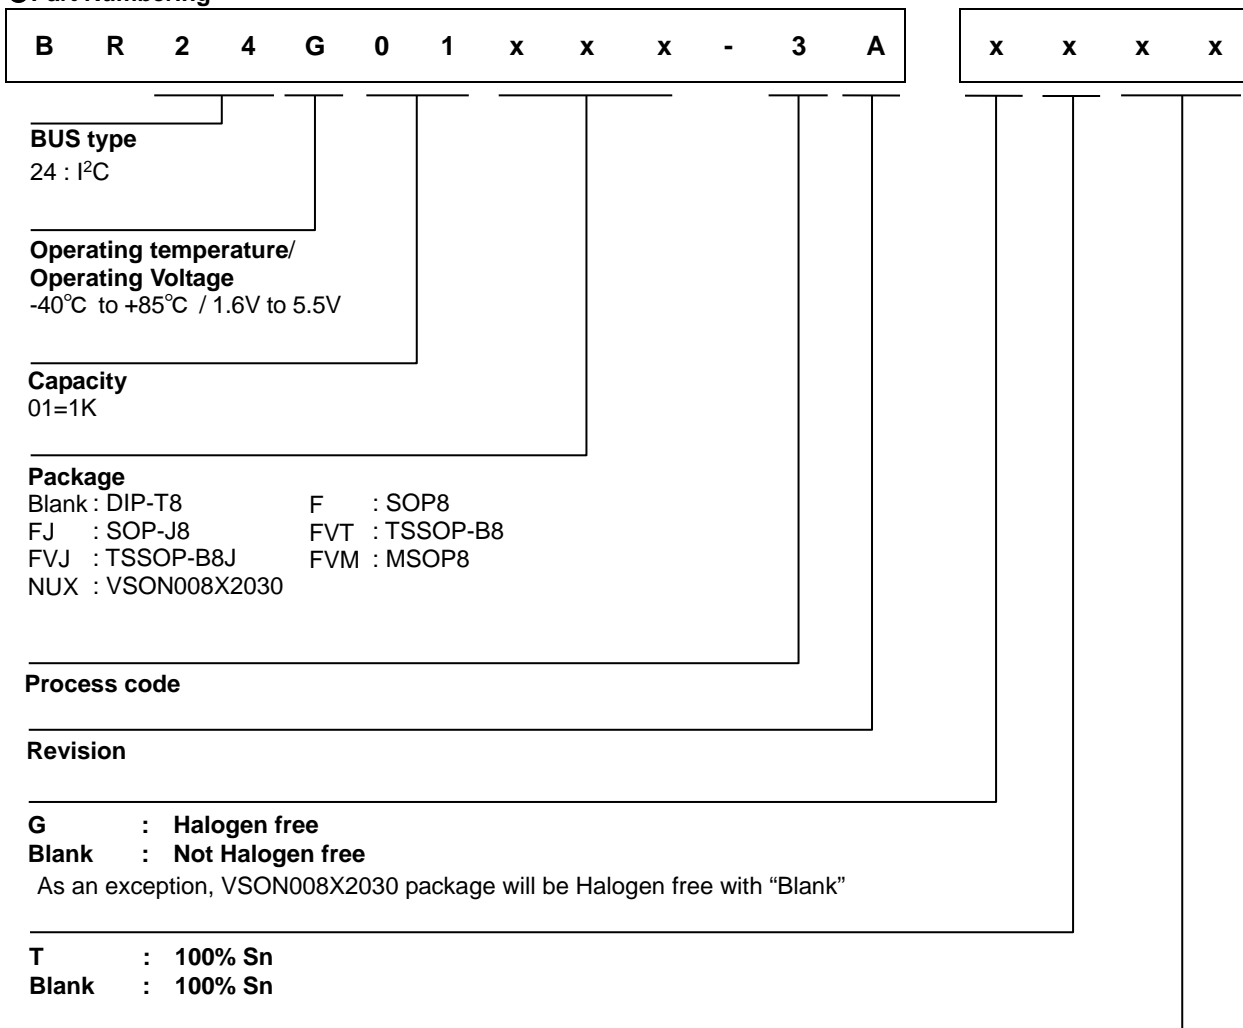 B R 2 4 G 0 1 x x x - 3 A x x x x
BUS type
24 : I²C
Operating temperature/
Operating Voltage
-40℃ to +85℃ / 1.6V to 5.5V
Capacity
01=1K
Package
Blank : DIP-T8 F : SOP8
FJ : SOP-J8 FVT : TSSOP-B8
FVJ : TSSOP-B8J FVM : MSOP8
NUX : VSON008X2030
Process code
Revision
G : Halogen free
Blank : Not Halogen free
As an exception, VSON008X2030 package will be Halogen free with “Blank”
T : 100% Sn
Blank : 100% Sn